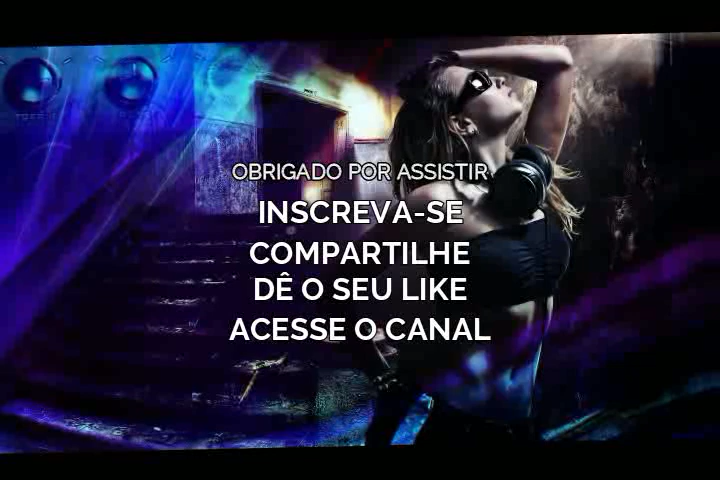 OBRIGADO POR ASSISTIR
INSCREVA-SE
COMPARTILHE
DÊ O SEU LIKE
ACESSE O CANAL